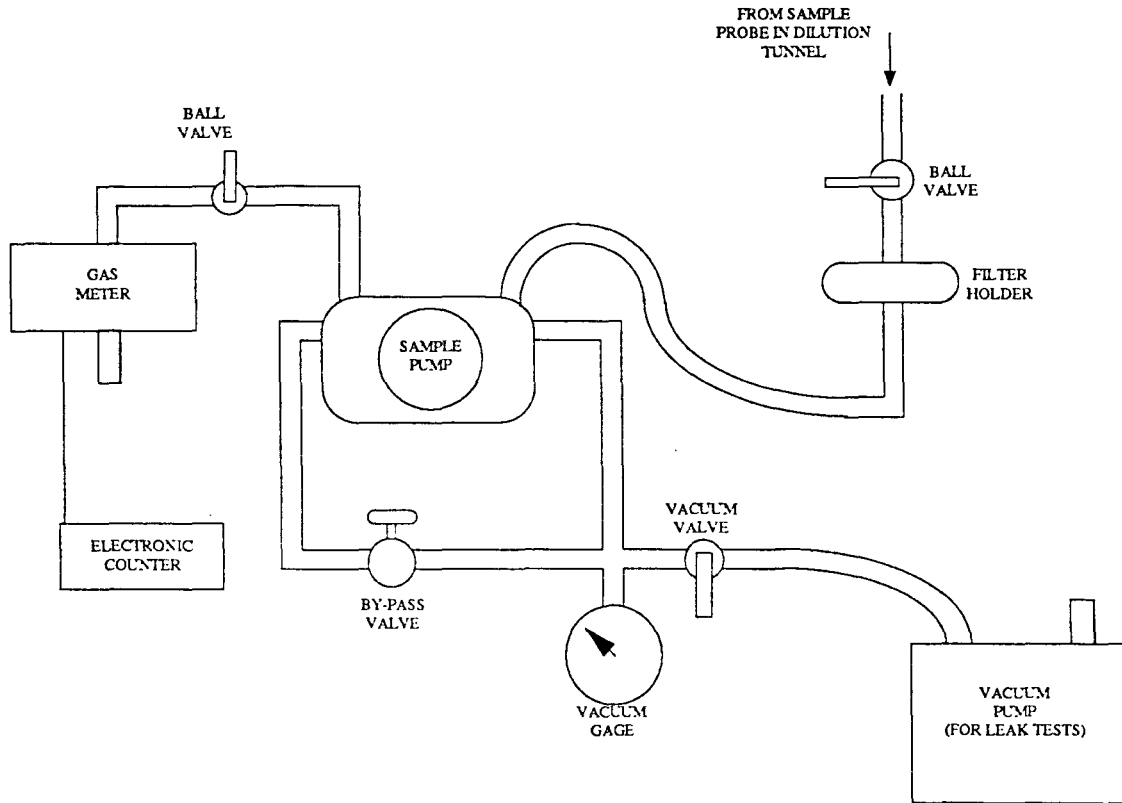 FROM SAMPLE
PROBE IN DILUTION
TUNNEL
BALL
VALVE
BALL
VALVE
GAS
METER
FILTER
HOLDER
SAMPLE
PUMP
VACUUM
VALVE
ELECTRONIC
COUNTER
BY-PASS
VALVE
VACUUM
GAGE
VACUUM
PUMP
(FOR LEAK TESTS)